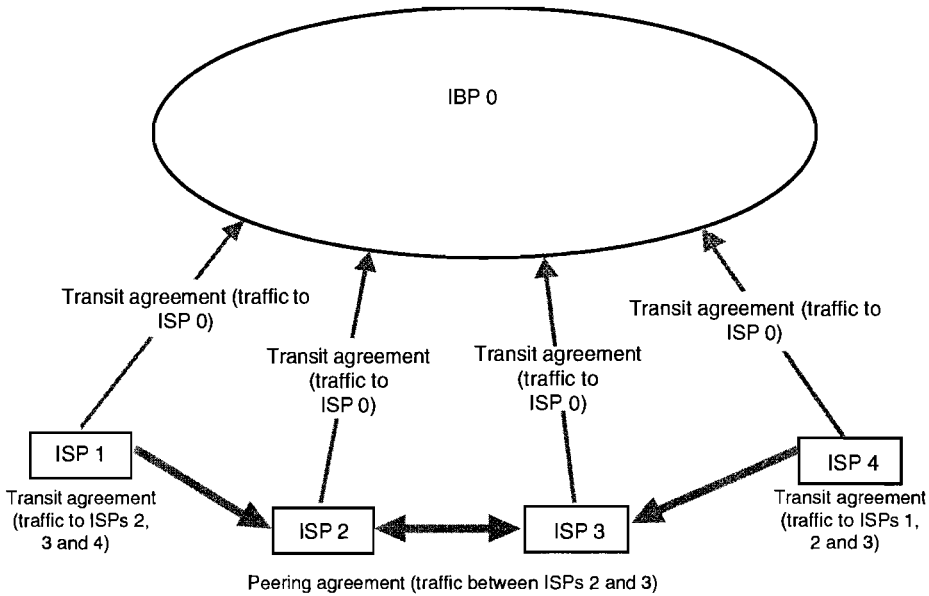 IBP 0
Transit agreement (traffic to
ISP 0)
Transit agreement
(traffic to
ISP 0)
Transit agreement
(traffic to
ISP 0)
Transit agreement (traffic to
ISP 0)
ISP 1
Transit agreement
(traffic to ISPs 2,
3 and 4)
ISP 2
ISP 3
ISP 4
Transit agreement
(traffic to ISPs 1,
2 and 3)
Peering agreement (traffic between ISPs 2 and 3)